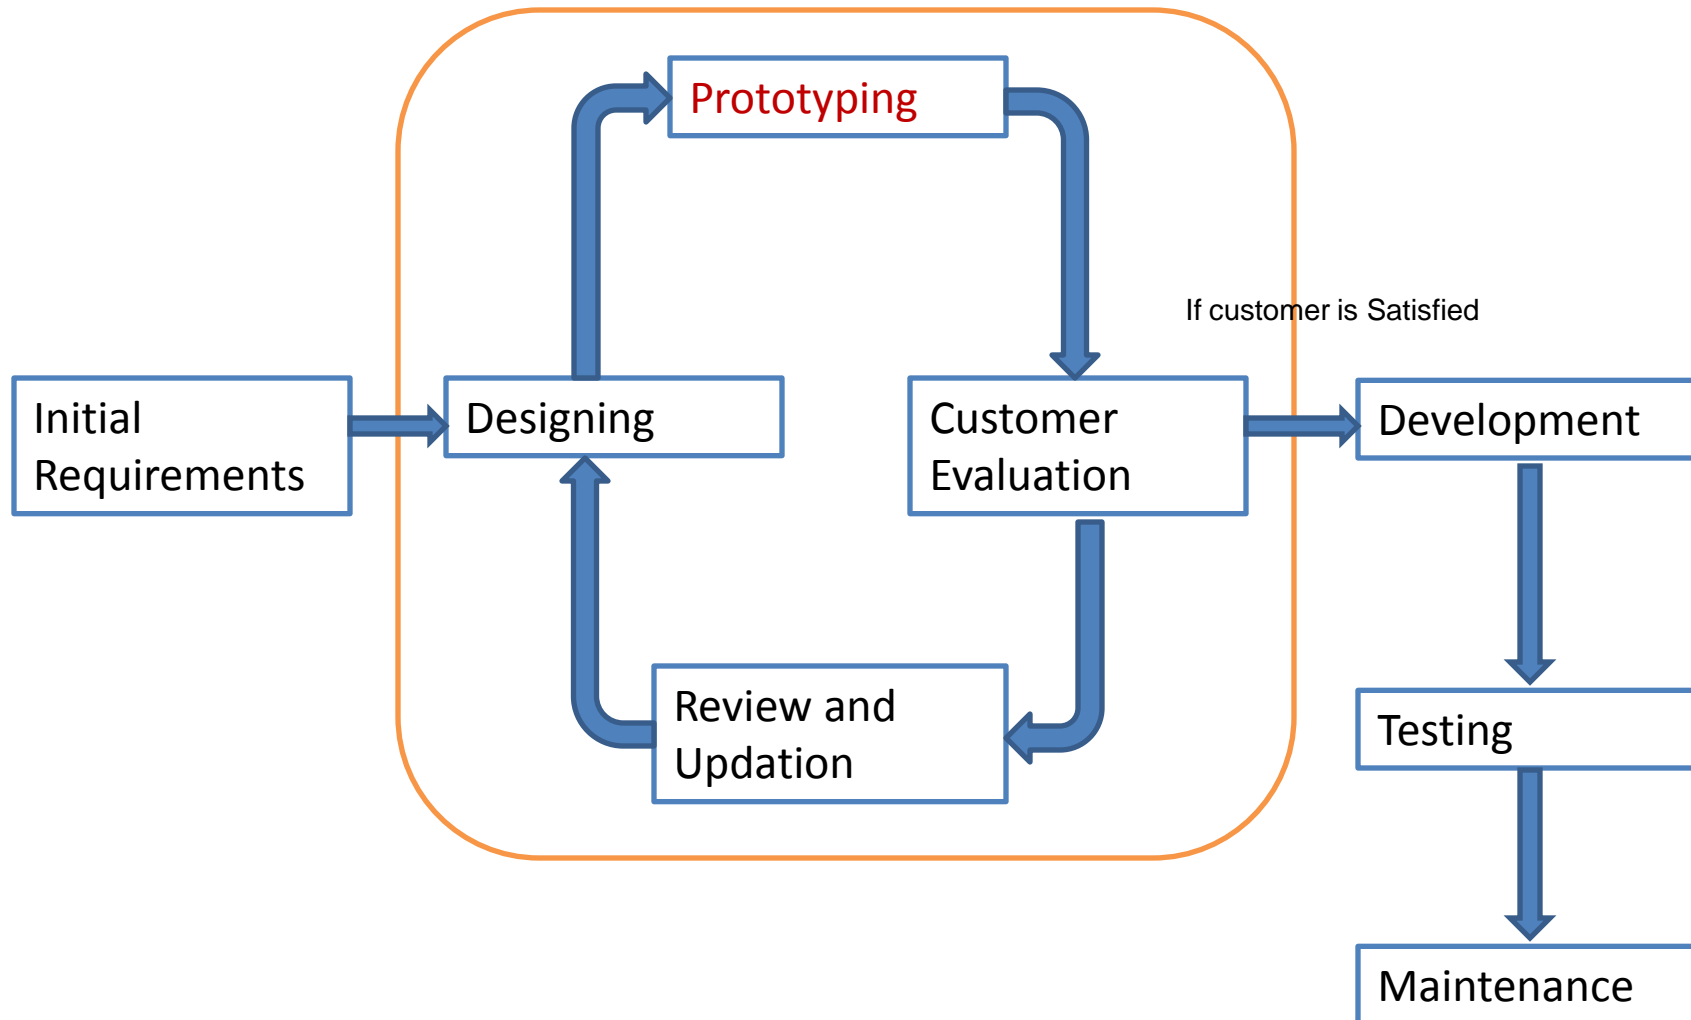 Prototyping
If customer is Satisfied
Initial
Requirements
Designing
Customer
Evaluation
Development
Review and
Updation
Testing
Maintenance